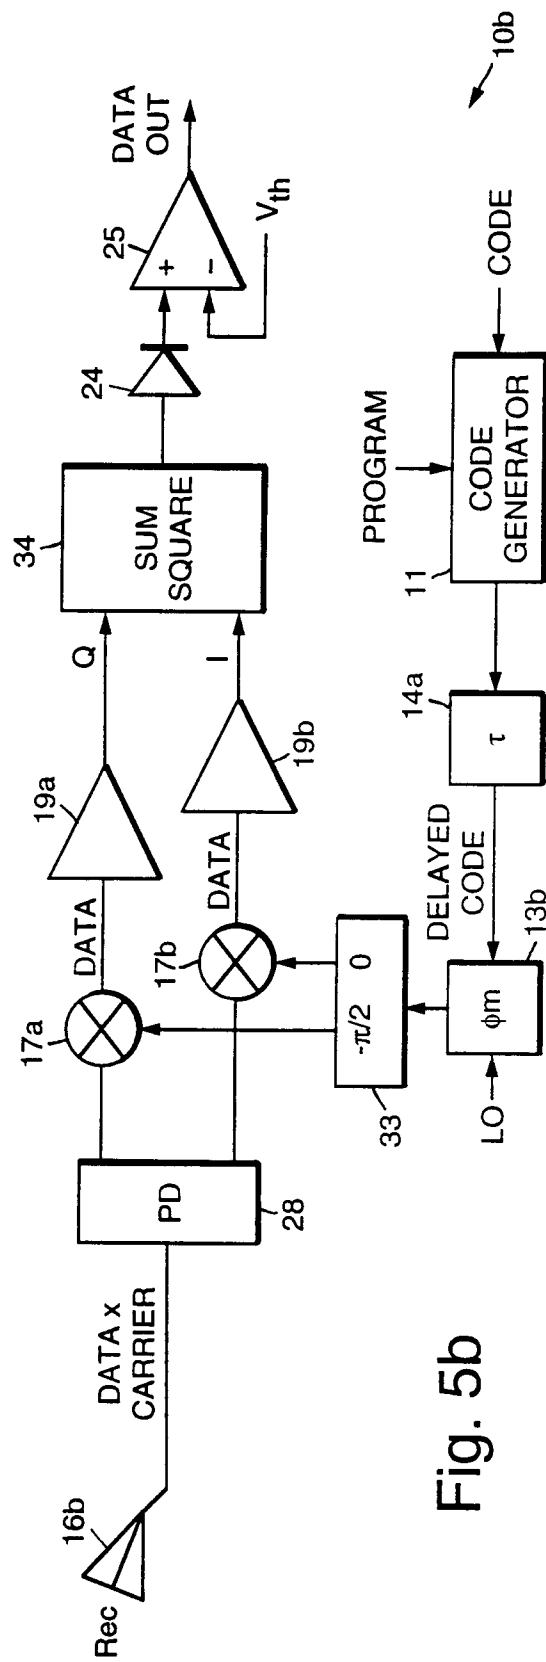 Rec
16b
DATA x
CARRIER
PD
28
17a
DATA
19a
Q
17b
DATA
19b
I
34
SUM
SQUARE
24
25
+
−
DATA
OUT
Vth
-π/2 0
33
LO
φm
13b
DELAYED
CODE
14a
τ
11
CODE
GENERATOR
PROGRAM
CODE
10b
Fig. 5b